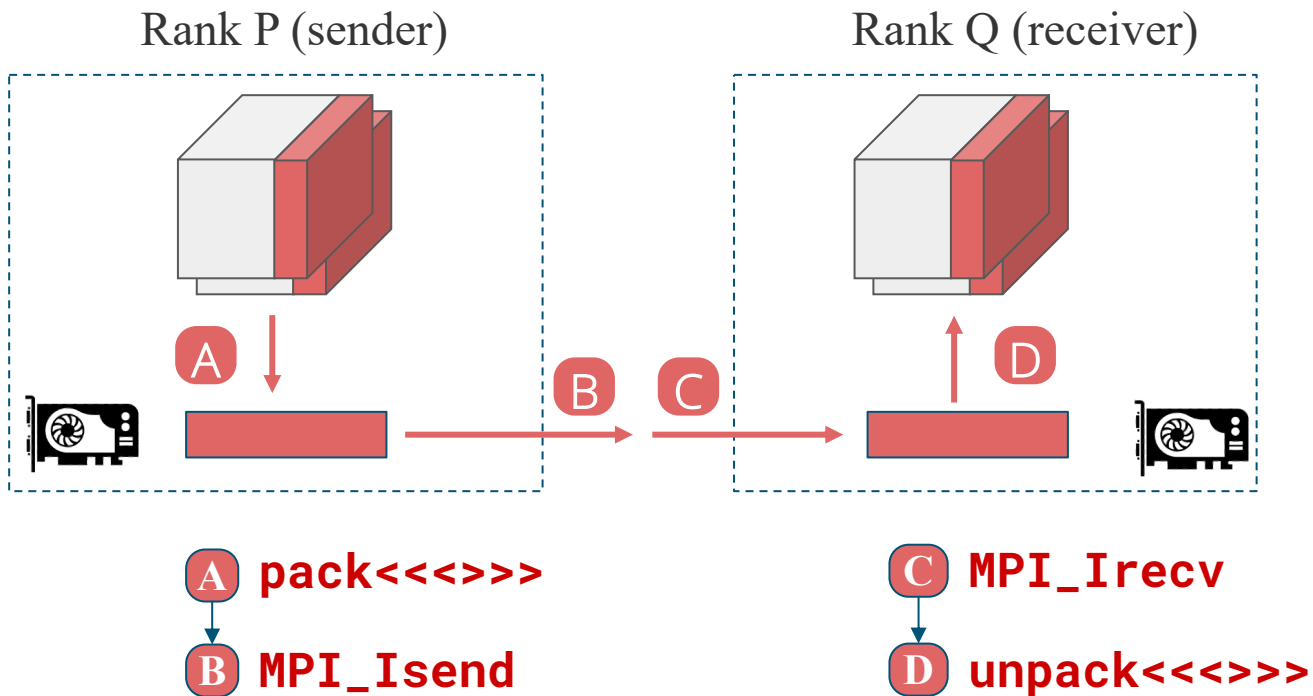 Rank P (sender)
Rank Q (receiver)
A
D
B
C
A pack<<<>>>
C MPI_Irecv
B MPI_Isend
D unpack<<<>>>